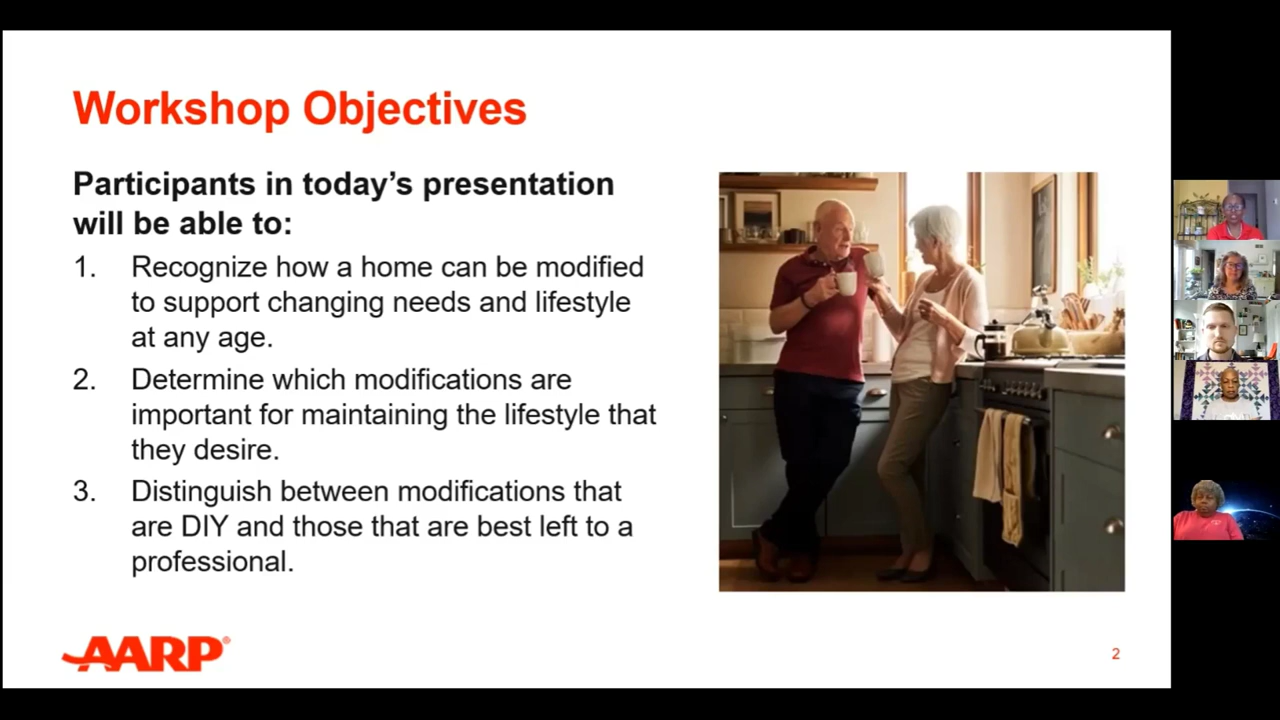 Workshop Objectives
Participants in today’s presentation
will be able to:
1. Recognize how a home can be modified
to support changing needs and lifestyle
at any age.
2. Determine which modifications are
important for maintaining the lifestyle that
they desire.
3. Distinguish between modifications that
are DIY and those that are best left to a
professional.
AARP®
2